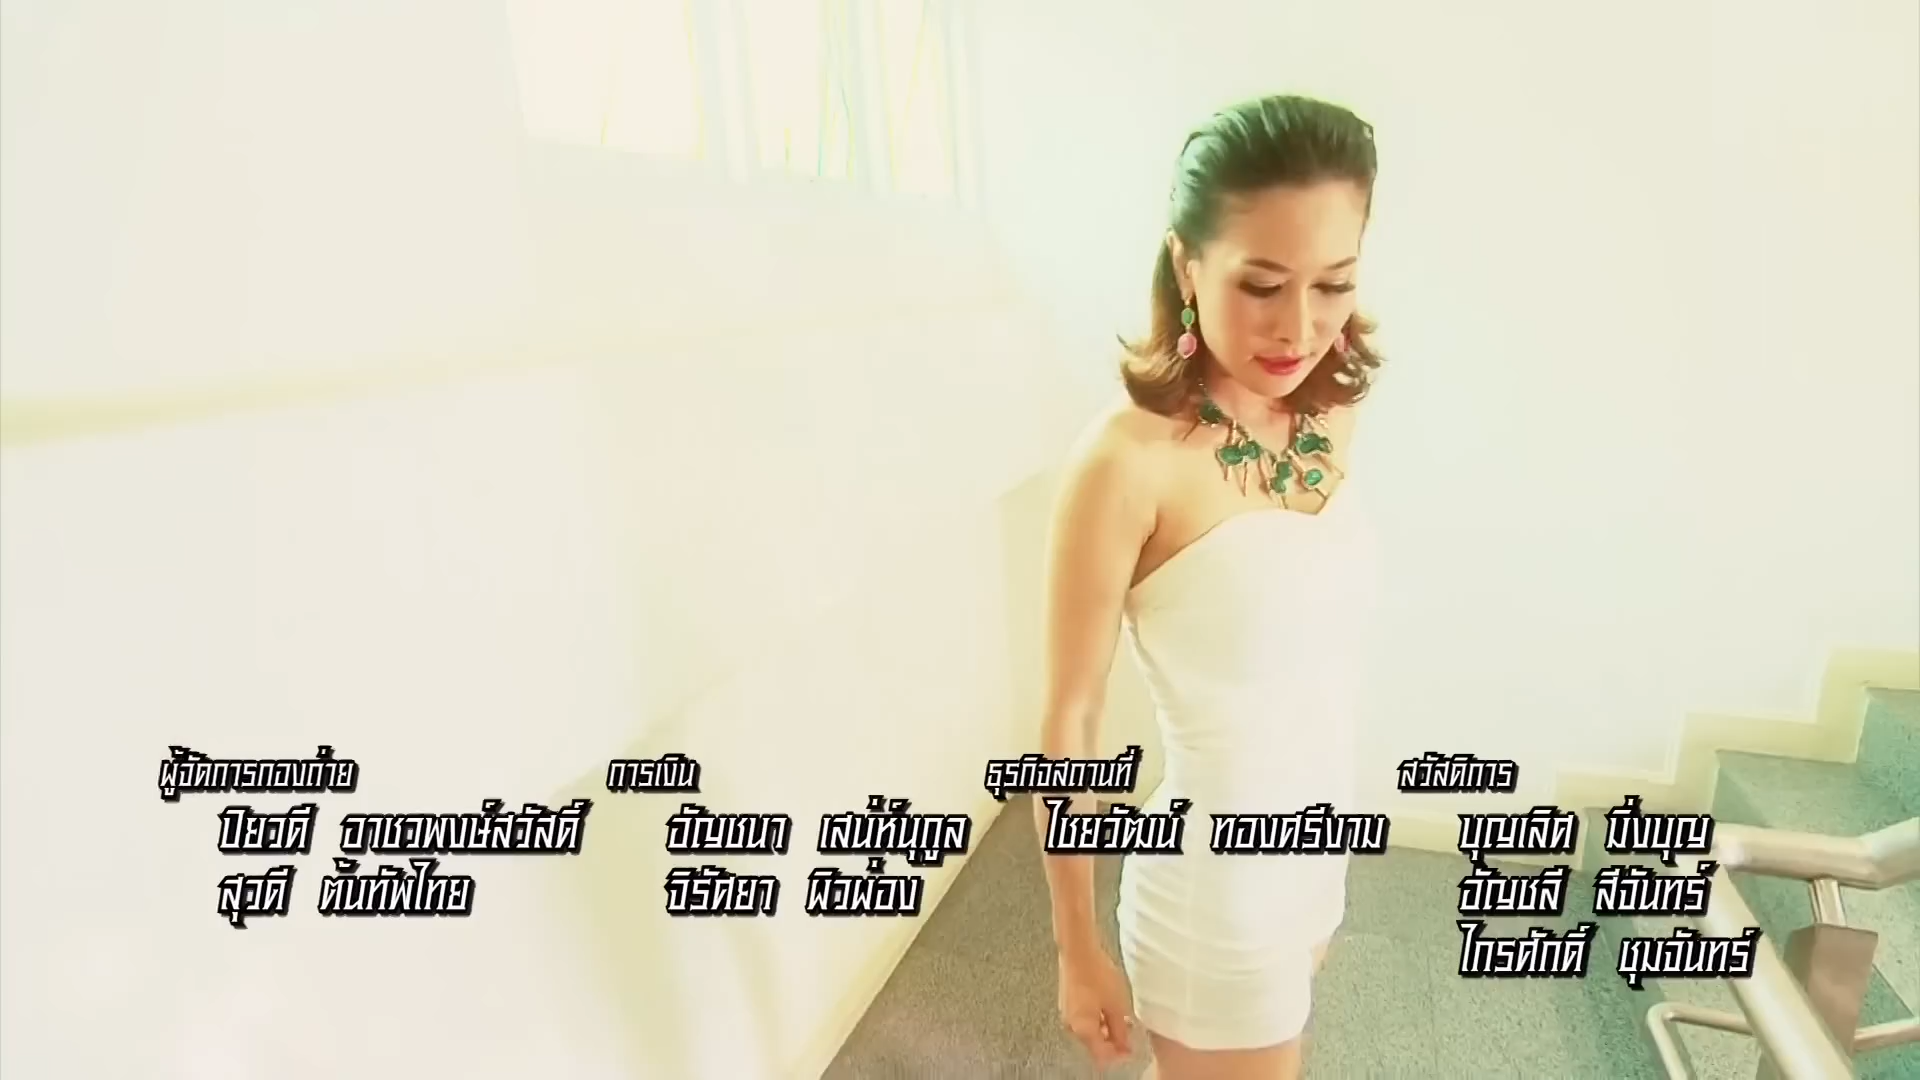 ผู้จัดการกองถ่าย
ปิยวดี อาชวพงษ์สวัสดิ์
สุวดี ต้นทัพไทย
การเงิน
อัญชนา เสน่ห์นุกูล
จิรัศยา ผิวผ่อง
ธุรกิจสถานที่
ไชยวัฒน์ ทองศรีงาม
สวัสดิการ
บุญเลิศ มิ่งบุญ
อัญชลี สีจันทร์
ไกรศักดิ์ ชุมจันทร์